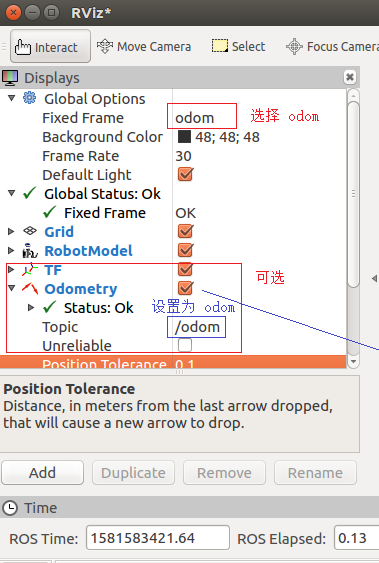 RViz*
Interact Move Camera Select Focus Camera
Displays
Global Options
Fixed Frame odom 选择 odom
Background Color 48; 48; 48
Frame Rate 30
Default Light
Global Status: Ok
Fixed Frame OK
Grid
RobotModel
TF 可选
Odometry
Status: Ok 设置为 odom
Topic /odom
Unreliable
Position Tolerance 0.1
Position Tolerance
Distance, in meters from the last arrow dropped,
that will cause a new arrow to drop.
Add Duplicate Remove Rename
Time
ROS Time: 1581583421.64 ROS Elapsed: 0.13